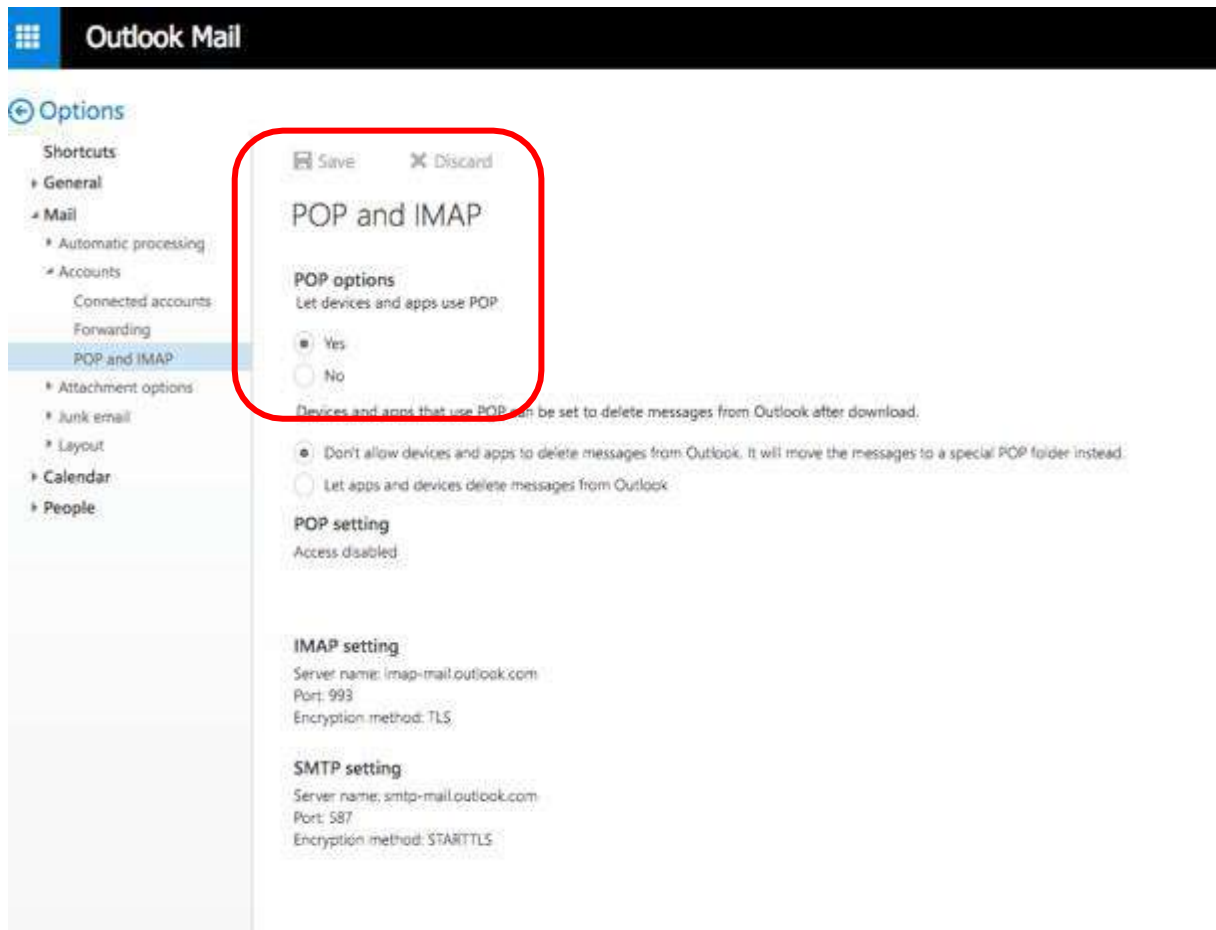 Outlook Mail
Options
Shortcuts
General
Mail
Automatic processing
Accounts
Connected accounts
Forwarding
POP and IMAP
Attachment options
Junk email
Layout
Calendar
People
Save
Discard
POP and IMAP
POP options
Let devices and apps use POP
Yes
No
Devices and apps that use POP can be set to delete messages from Outlook after download.
Don't allow devices and apps to delete messages from Outlook. It will move the messages to a special POP folder instead.
Let apps and devices delete messages from Outlook
POP setting
Access disabled
IMAP setting
Server name: imap-mail.outlook.com
Port: 993
Encryption method: TLS
SMTP setting
Server name: smtp-mail.outlook.com
Port: 587
Encryption method: STARTTLS